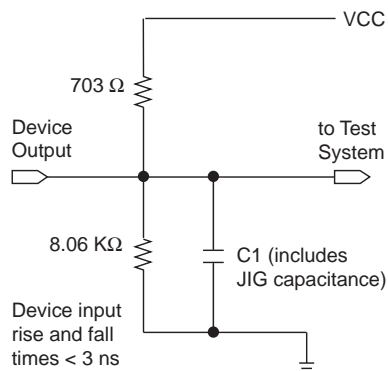 VCC
703 Ω
Device
Output
to Test
System
8.06 KΩ
C1 (includes
JIG capacitance)
Device input
rise and fall
times < 3 ns